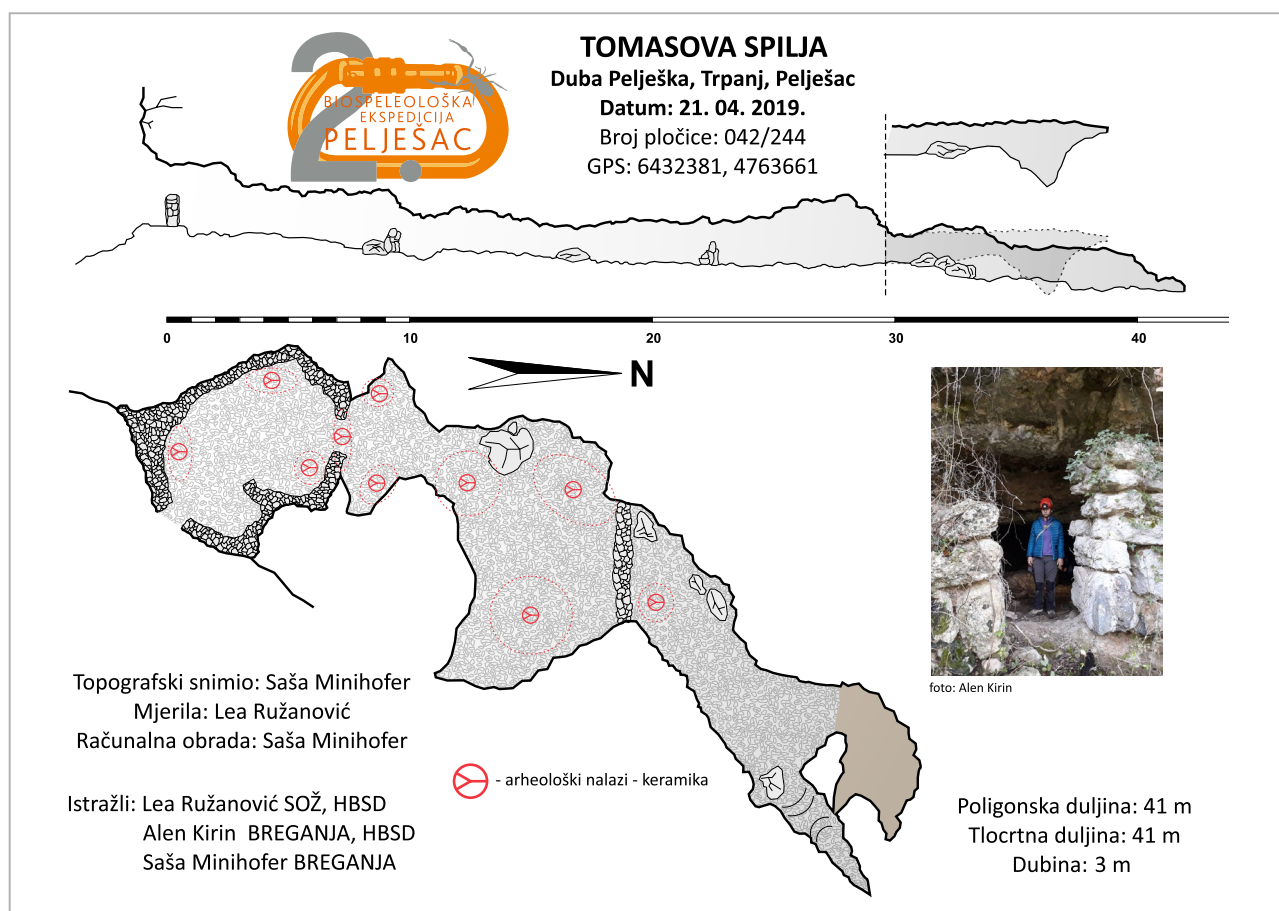 TOMASOVA SPILJA
Duba Pelješka, Trpanj, Pelješac
Datum: 21. 04. 2019.
Broj pločice: 042/244
GPS: 6432381, 4763661
2.
BIOSPELEOLOŠKA
EKSPEDICIJA
PELJEŠAC
0 10 20 30 40
N
foto: Alen Kirin
Topografski snimio: Saša Minihofer
Mjerila: Lea Ružanović
Računalna obrada: Saša Minihofer
- arheološki nalazi - keramika
Istražli: Lea Ružanović SOŽ, HBSD
Alen Kirin BREGANJA, HBSD
Saša Minihofer BREGANJA
Poligonska duljina: 41 m
Tlocrtna duljina: 41 m
Dubina: 3 m